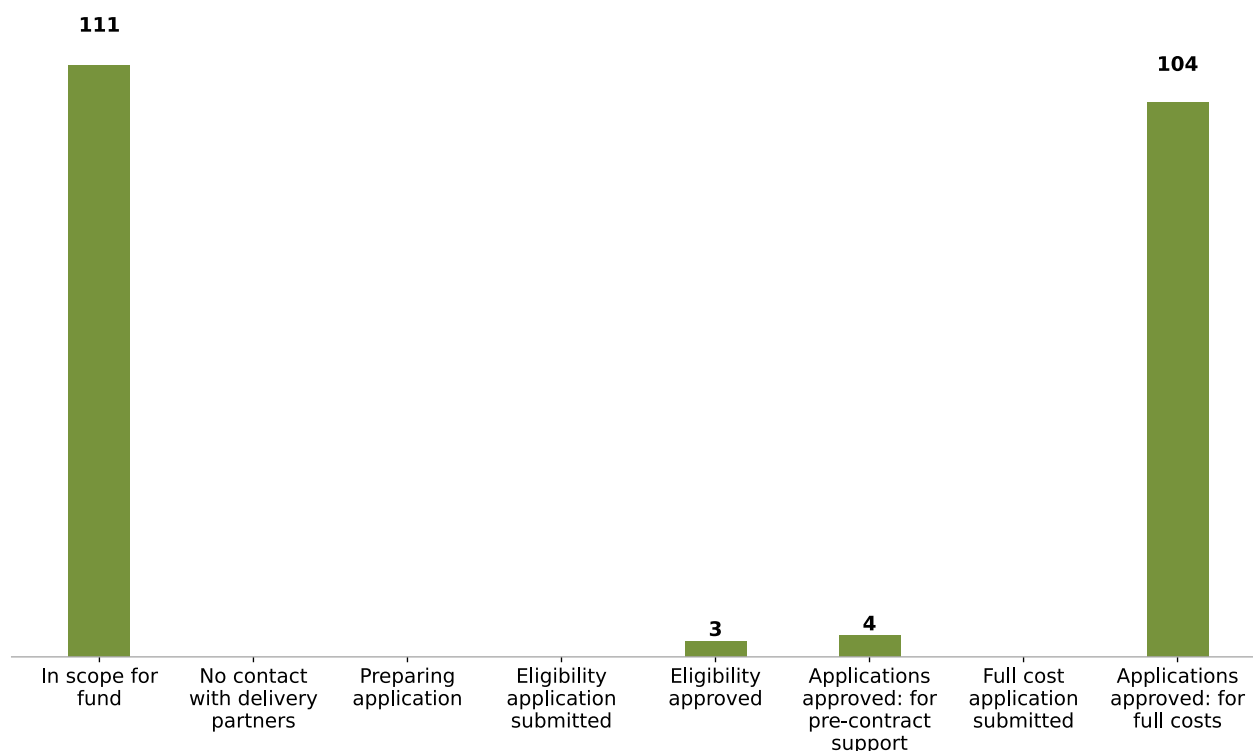 111
104
3
4
In scope for
fund
No contact
with delivery
partners
Preparing
application
Eligibility
application
submitted
Eligibility
approved
Applications
approved: for
pre-contract
support
Full cost
application
submitted
Applications
approved: for
full costs